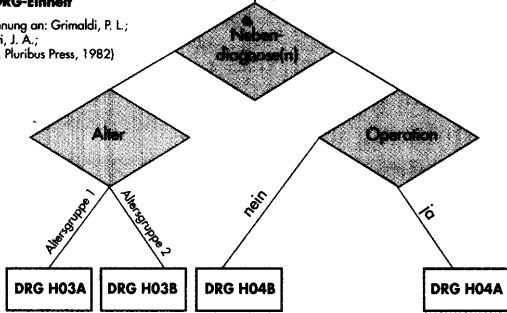 DRG-Einheit
nung an: Grimaldi, P. L.;
i, J. A.;
Pluribus Press, 1982)
Neben-
diagnose(n)
Alter
Operation
Altersgruppe 1
Altersgruppe 2
nein
ja
DRG H03A
DRG H03B
DRG H04B
DRG H04A